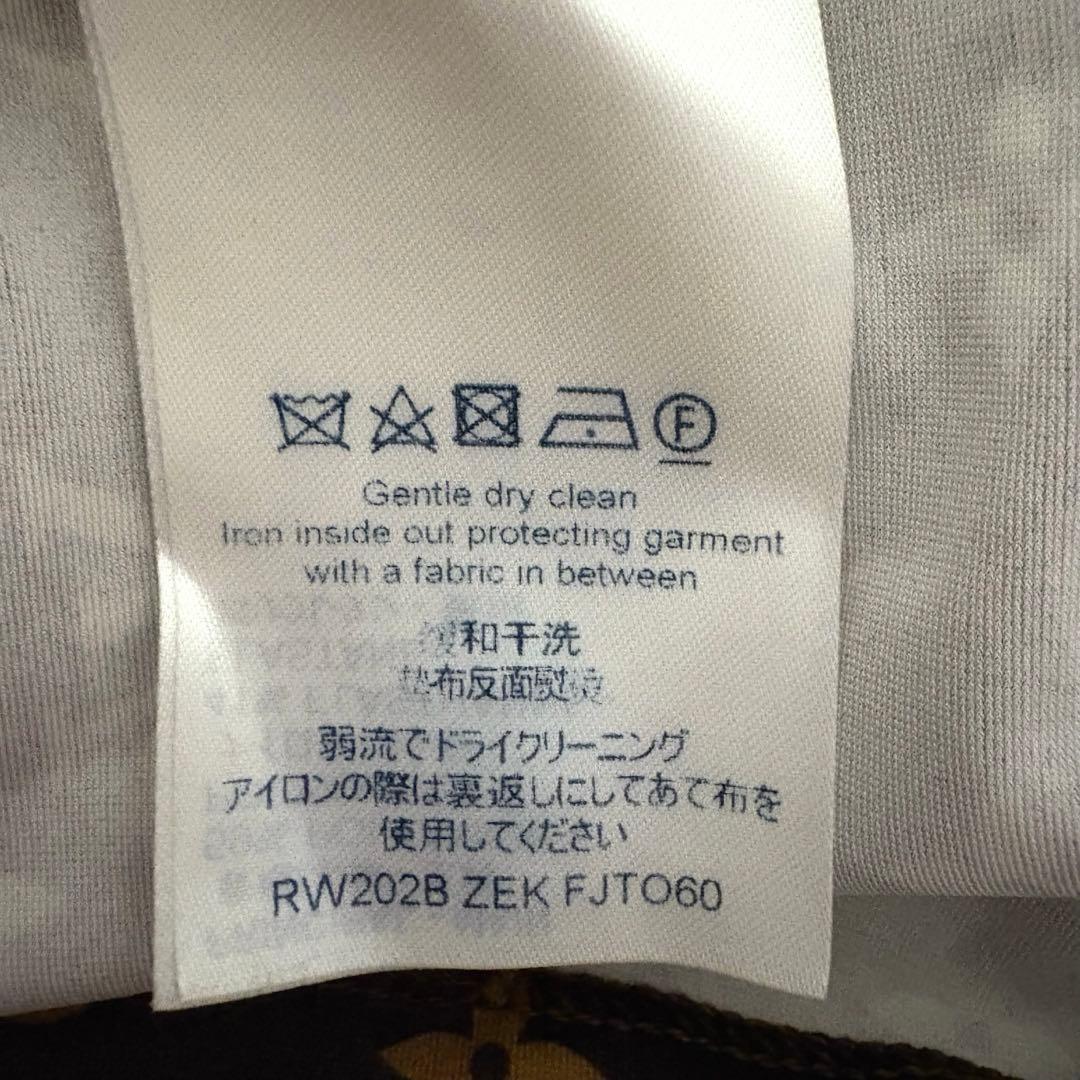 F
Gentle dry clean
Iron inside out protecting garment
with a fabric in between
缓和干洗
垫布反面熨烫
弱流でドライクリーニング
アイロンの際は裏返しにしてあて布を
使用してください
RW202B ZEK FJTO60